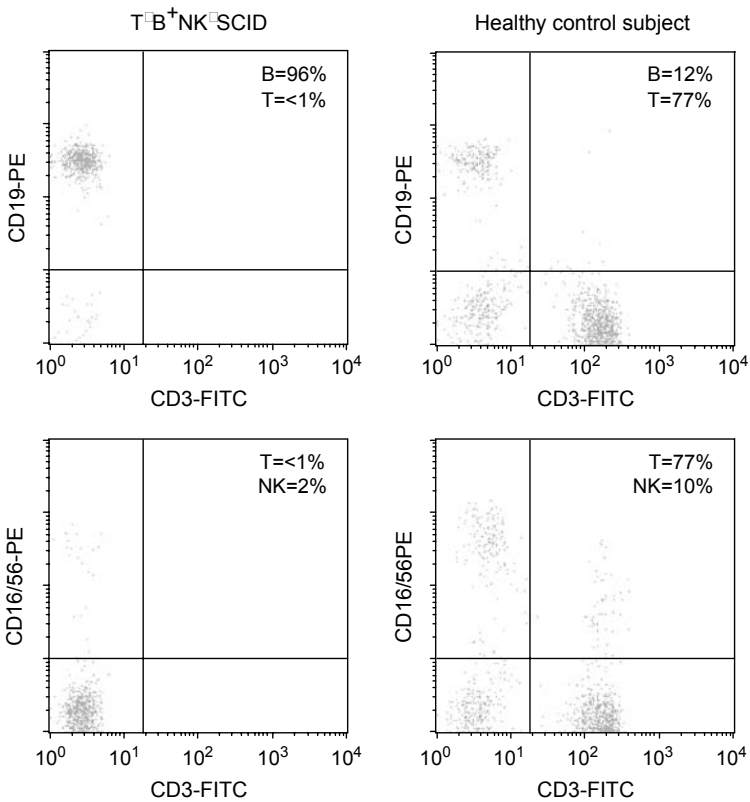 T⁻B⁺NK⁻SCID
Healthy control subject
B=96%
T=<1%
B=12%
T=77%
CD19-PE
CD19-PE
10⁰ 10¹ 10² 10³ 10⁴
10⁰ 10¹ 10² 10³ 10⁴
CD3-FITC
CD3-FITC
T=<1%
NK=2%
T=77%
NK=10%
CD16/56-PE
CD16/56PE
10⁰ 10¹ 10² 10³ 10⁴
10⁰ 10¹ 10² 10³ 10⁴
CD3-FITC
CD3-FITC